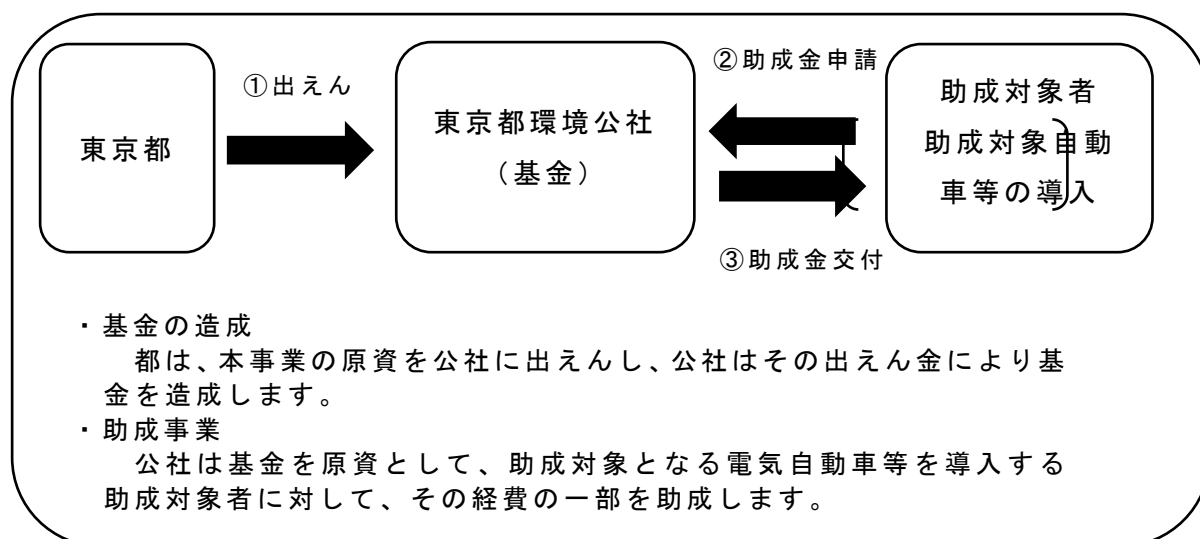 東京都
①出えん
東京都環境公社
（基金）
②助成金申請
③助成金交付
助成対象者
助成対象自動
車等の導入
・基金の造成
都は、本事業の原資を公社に出えんし、公社はその出えん金により基
金を造成します。
・助成事業
公社は基金を原資として、助成対象となる電気自動車等を導入する
助成対象者に対して、その経費の一部を助成します。